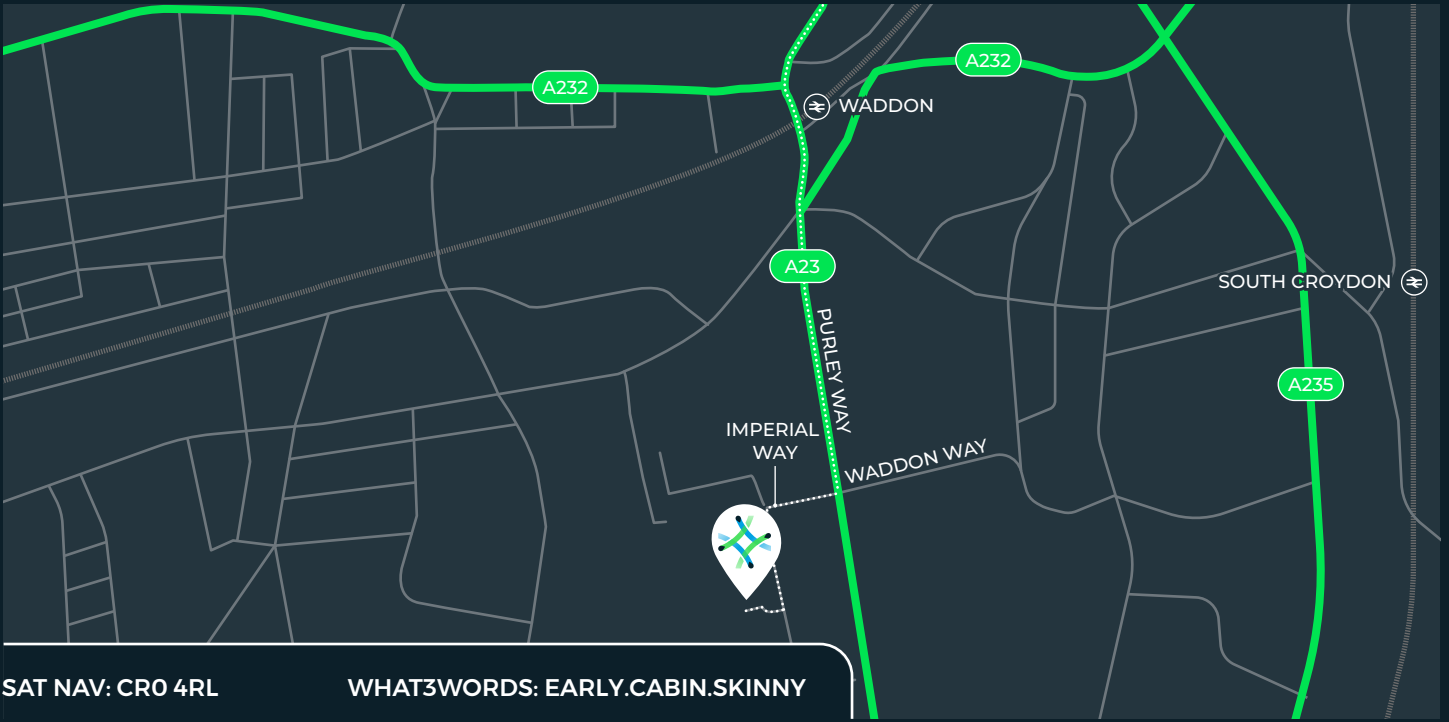 A232
A232
WADDON
A23
SOUTH CROYDON
PURLEY WAY
A235
IMPERIAL
WAY
WADDON WAY
SAT NAV: CR0 4RL
WHAT3WORDS: EARLY.CABIN.SKINNY